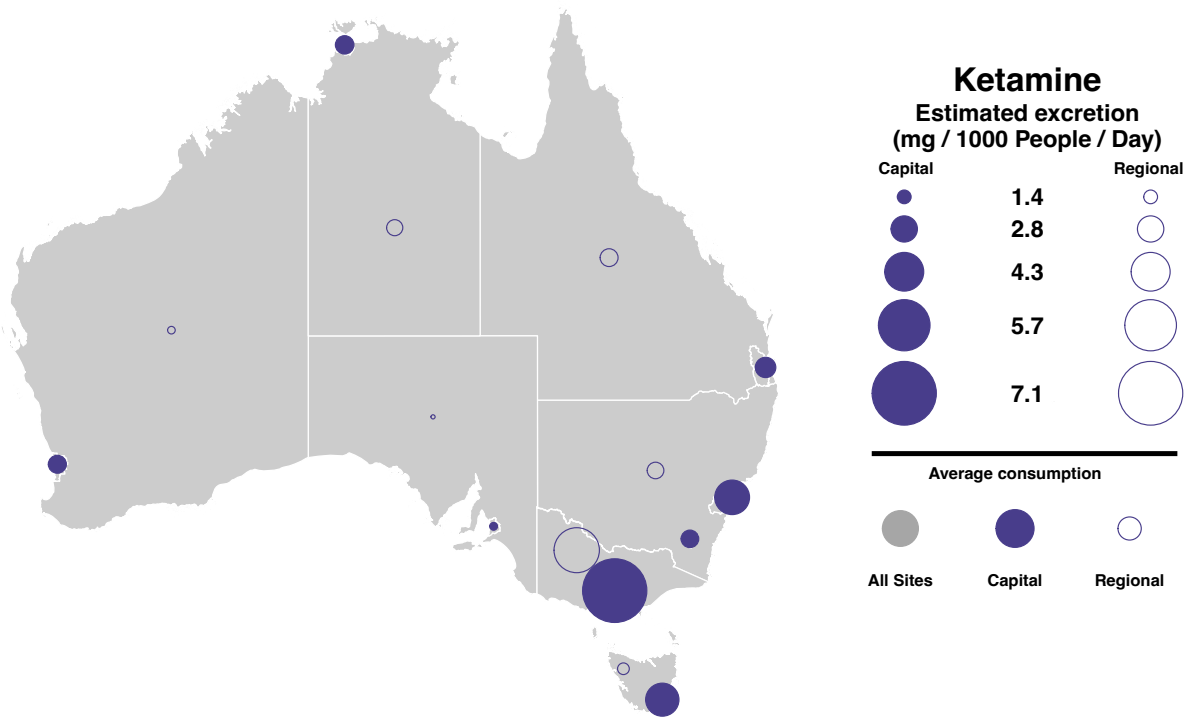 Ketamine
Estimated excretion
(mg / 1000 People / Day)
Capital Regional
1.4
2.8
4.3
5.7
7.1
Average consumption
All Sites Capital Regional